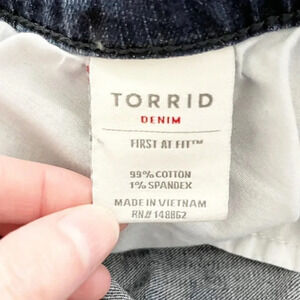 TORRID
DENIM
FIRST AT FIT™
99% COTTON
1% SPANDEX
MADE IN VIETNAM
RN// 148862